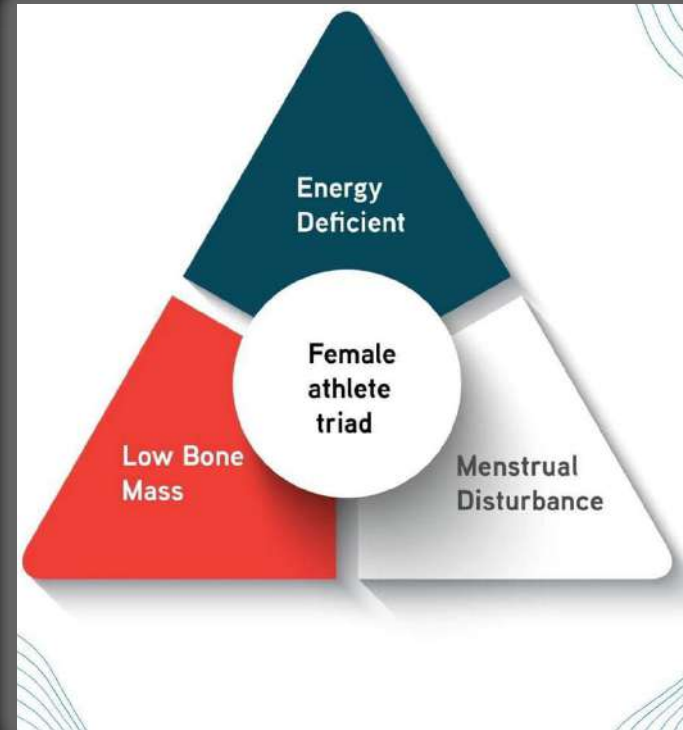 Energy
Deficient
Female
athlete
triad
Low Bone
Mass
Menstrual
Disturbance